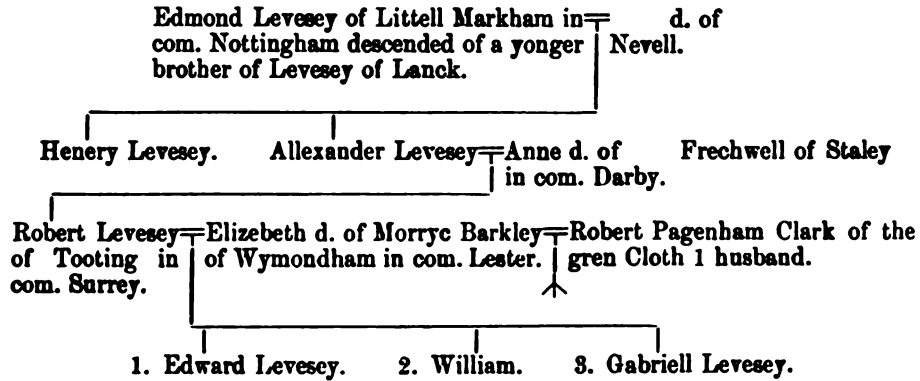 Edmond Levesey of Littell Markham in d. of
com. Nottingham descended of a yonger Nevell.
brother of Levesey of Lanck.
Henery Levesey. Allexander Levesey Anne d. of Frechwell of Staley
in com. Darby.
Robert Levesey Elizebeth d. of Morryc Barkley Robert Pagenham Clark of the
of Tooting in of Wymondham in com. Lester. gren Cloth 1 husband.
com. Surrey.
1. Edward Levesey. 2. William. 3. Gabriell Levesey.